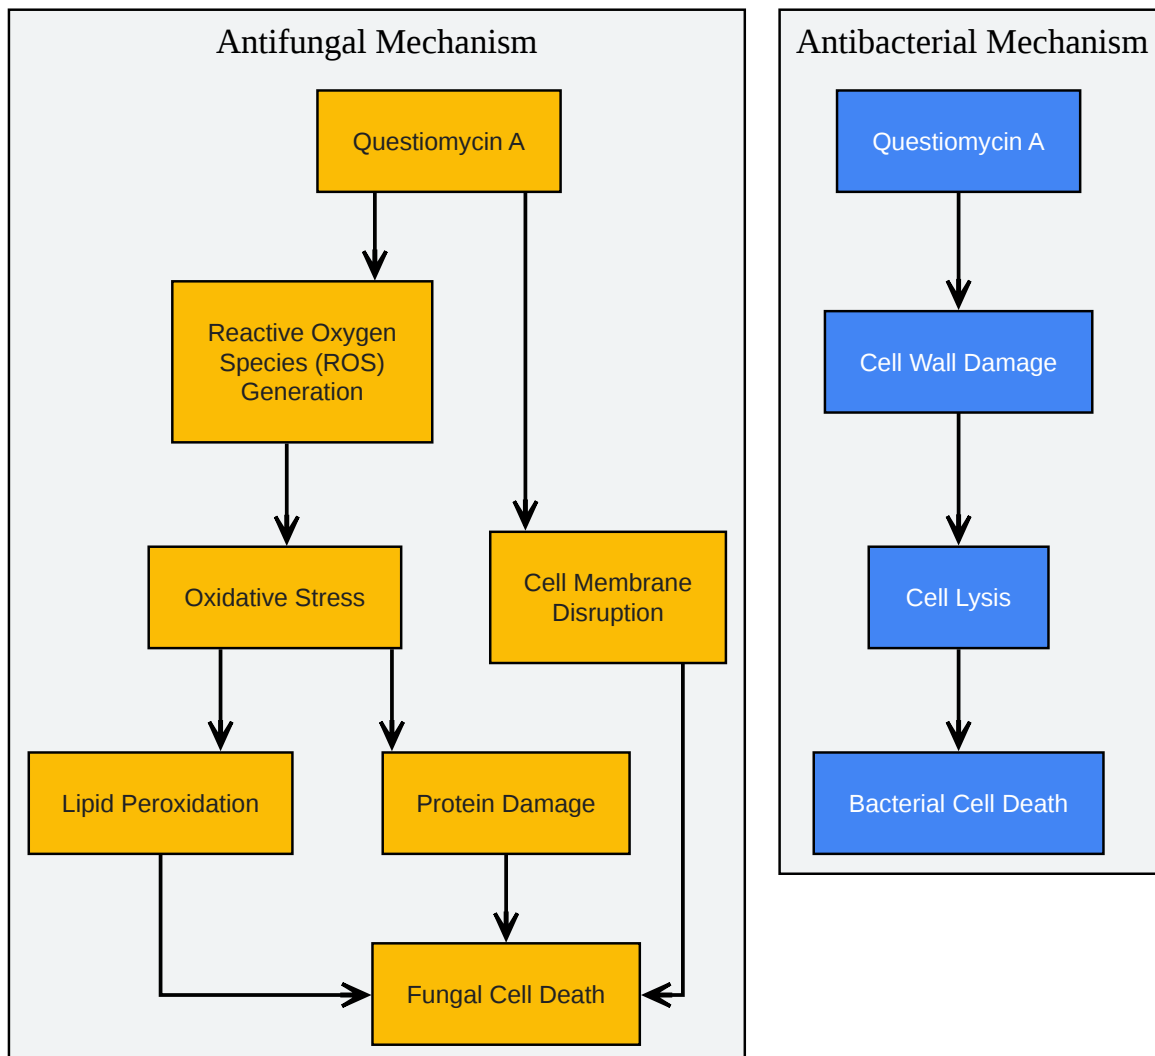 Antifungal Mechanism
Questiomycin A
Reactive Oxygen
Species (ROS)
Generation
Oxidative Stress
Cell Membrane
Disruption
Lipid Peroxidation
Protein Damage
Fungal Cell Death
Antibacterial Mechanism
Questiomycin A
Cell Wall Damage
Cell Lysis
Bacterial Cell Death